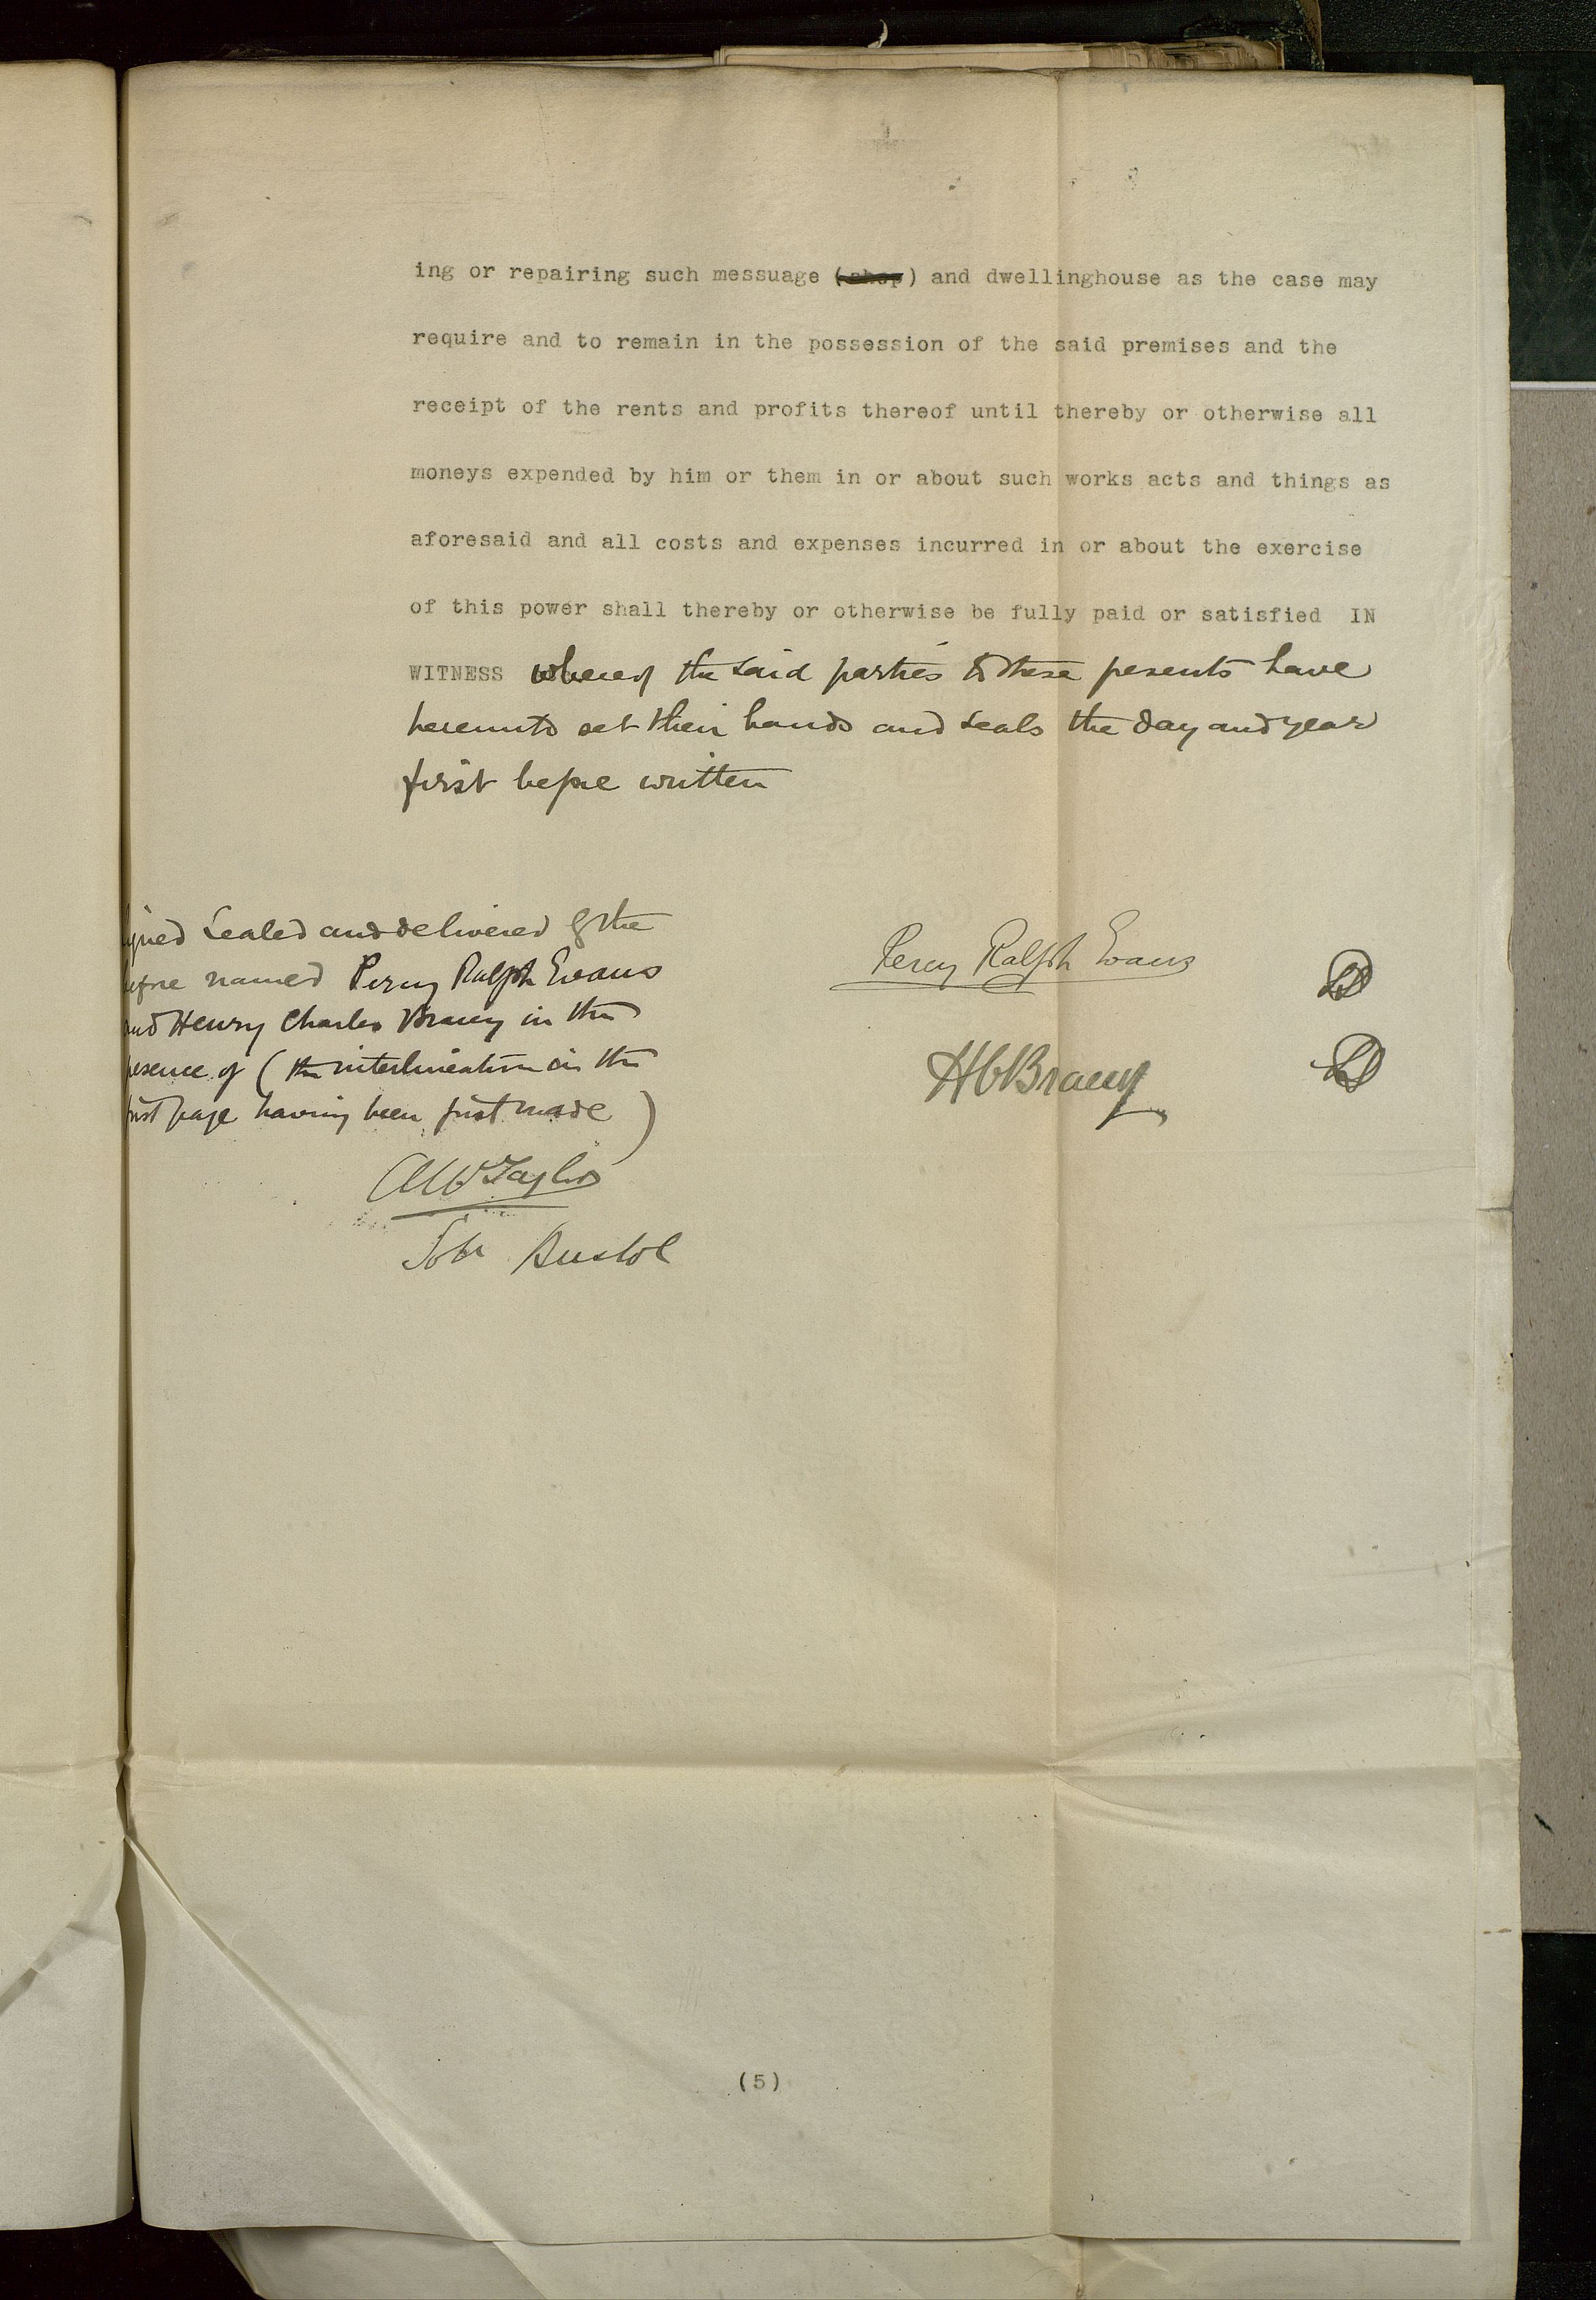 ing or repairing such messuage (shop) and dwellinghouse as the case may
require and to remain in the possession of the said premises and the
receipt of the rents and profits thereof until thereby or otherwise all
moneys expended by him or them in or about such works acts and things as
aforesaid and all costs and expenses incurred in or about the exercise
of this power shall thereby or otherwise be fully paid or satisfied IN
WITNESS whereof the said parties to these presents have
hereunto set their hands and seals the day and year
first before written
igned Sealed and delivered by the
efore named Percy Ralph Evans
and Henry Charles Bracey in the
resence of (the interlineation on the
first page having been first made)
Percy Ralph Evans
H C Bracey
LS
LS
Taylor
Solr Bristol
(5)